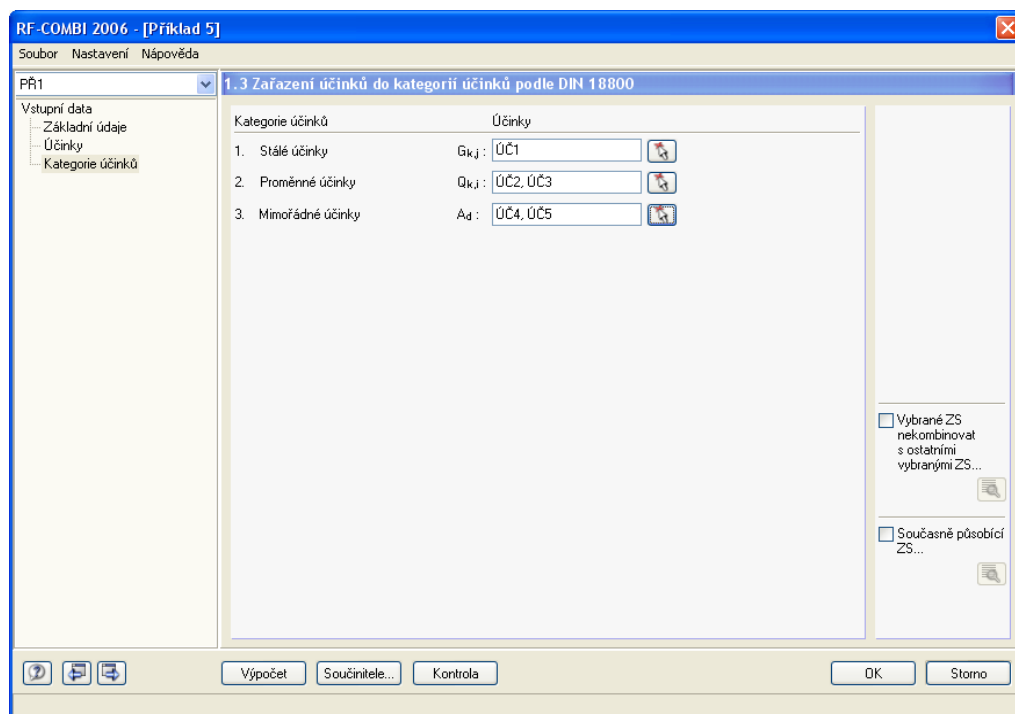 RF-COMBI 2006 - [Příklad 5]
Soubor Nastavení Nápověda
PŘ1
1.3 Zařazení účinků do kategorií účinků podle DIN 18800
Vstupní data
Základní údaje
Účinky
Kategorie účinků
Kategorie účinků Účinky
1. Stálé účinky Gk,j : ÚČ1
2. Proměnné účinky Qk,i : ÚČ2, ÚČ3
3. Mimořádné účinky Ad : ÚČ4, ÚČ5
Vybrané ZS
nekombinovat
s ostatními
vybranými ZS...
Současně působící
ZS...
Výpočet Součinitele... Kontrola OK Storno